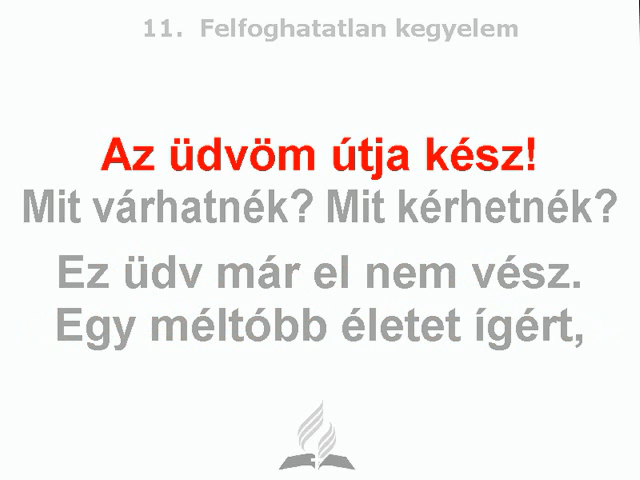 11. Felfoghatatlan kegyelem
Az üdvöm útja kész!
Mit várhatnék? Mit kérhetnék?
Ez üdv már el nem vész.
Egy méltóbb életet ígért,